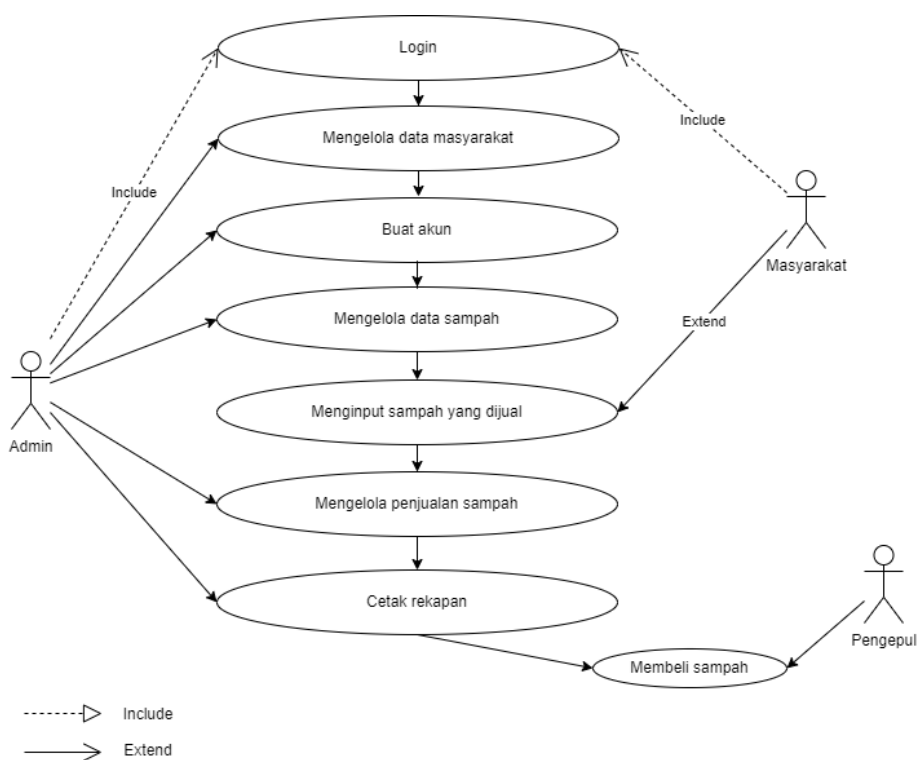 Login
Include
Mengelola data masyarakat
Include
Buat akun
Masyarakat
Mengelola data sampah
Extend
Menginput sampah yang dijual
Admin
Mengelola penjualan sampah
Cetak rekapan
Pengepul
Membeli sampah
Include
Extend